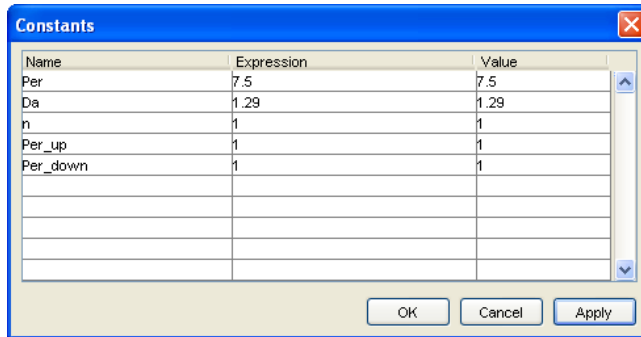 Constants
Name Expression Value
Per 7.5 7.5
Da 1.29 1.29
n 1 1
Per_up 1 1
Per_down 1 1
OK Cancel Apply